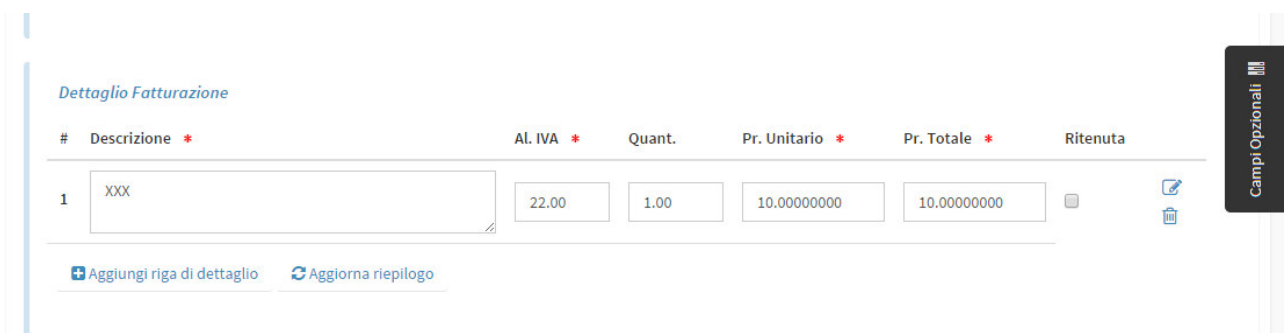 Dettaglio Fatturazione
# Descrizione * Al. IVA * Quant. Pr. Unitario * Pr. Totale * Ritenuta
1 XXX 22.00 1.00 10.00000000 10.00000000
Aggiungi riga di dettaglio Aggiorna riepilogo
Campi Opzionali